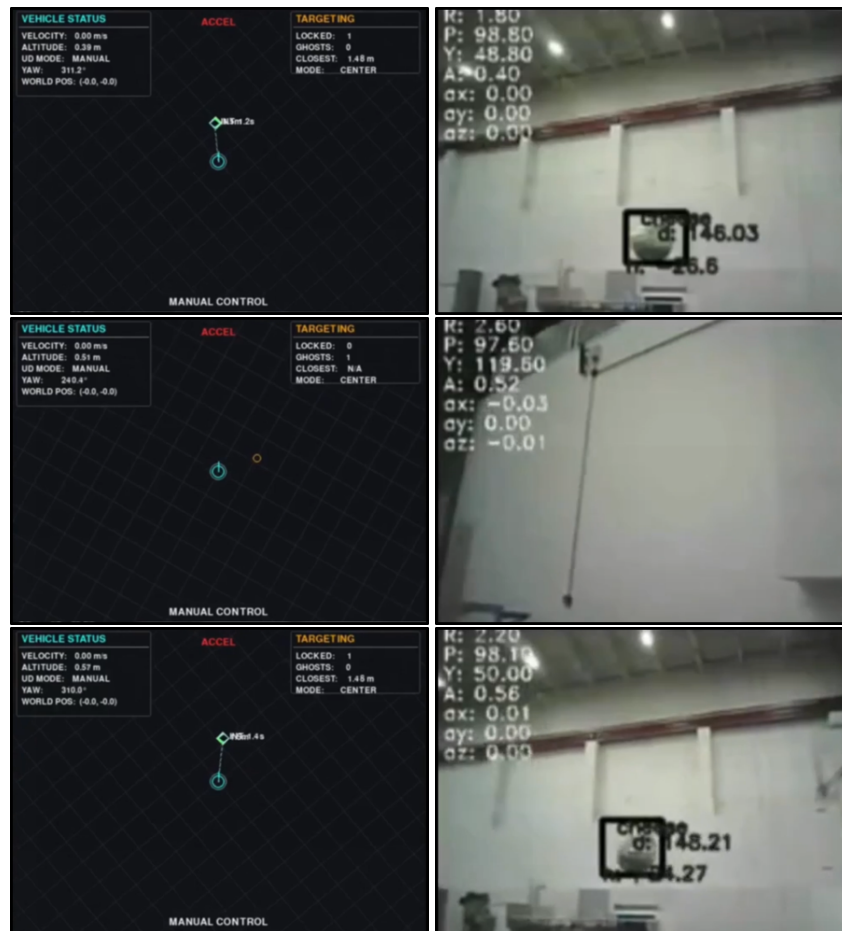 VEHICLE STATUS
VELOCITY: 0.00 m/s
ALTITUDE: 0.39 m
UD MODE: MANUAL
YAW: 311.2°
WORLD POS: (-0.0, -0.0)
ACCEL
TARGETING
LOCKED: 1
GHOSTS: 0
CLOSEST: 1.48 m
MODE: CENTER
MANUAL CONTROL
R: 1.80
P: 98.80
Y: 48.80
A: 0.40
ax: 0.00
ay: 0.00
az: 0.00
d: 146.03
VEHICLE STATUS
VELOCITY: 0.00 m/s
ALTITUDE: 0.51 m
UD MODE: MANUAL
YAW: 240.4°
WORLD POS: (-0.0, -0.0)
ACCEL
TARGETING
LOCKED: 0
GHOSTS: 1
CLOSEST: N/A
MODE: CENTER
MANUAL CONTROL
R: 2.60
P: 97.60
Y: 119.60
A: 0.52
ax: -0.03
ay: 0.00
az: -0.01
VEHICLE STATUS
VELOCITY: 0.00 m/s
ALTITUDE: 0.57 m
UD MODE: MANUAL
YAW: 310.0°
WORLD POS: (-0.0, -0.0)
ACCEL
TARGETING
LOCKED: 1
GHOSTS: 0
CLOSEST: 1.48 m
MODE: CENTER
MANUAL CONTROL
R: 2.20
P: 98.10
Y: 50.00
A: 0.56
ax: 0.01
ay: 0.00
az: 0.00
d: 148.21